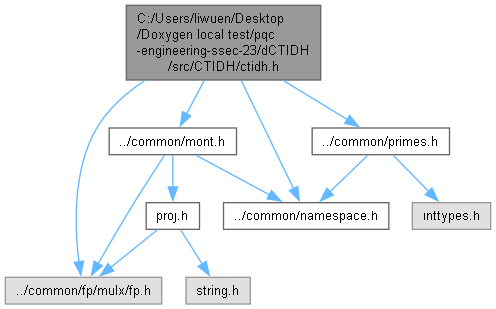 C:/Users/liwuen/Desktop
/Doxygen local test/pqc
-engineering-ssec-23/dCTIDH
/src/CTIDH/ctidh.h
../common/mont.h
../common/primes.h
proj.h
../common/namespace.h
inttypes.h
../common/fp/mulx/fp.h
string.h